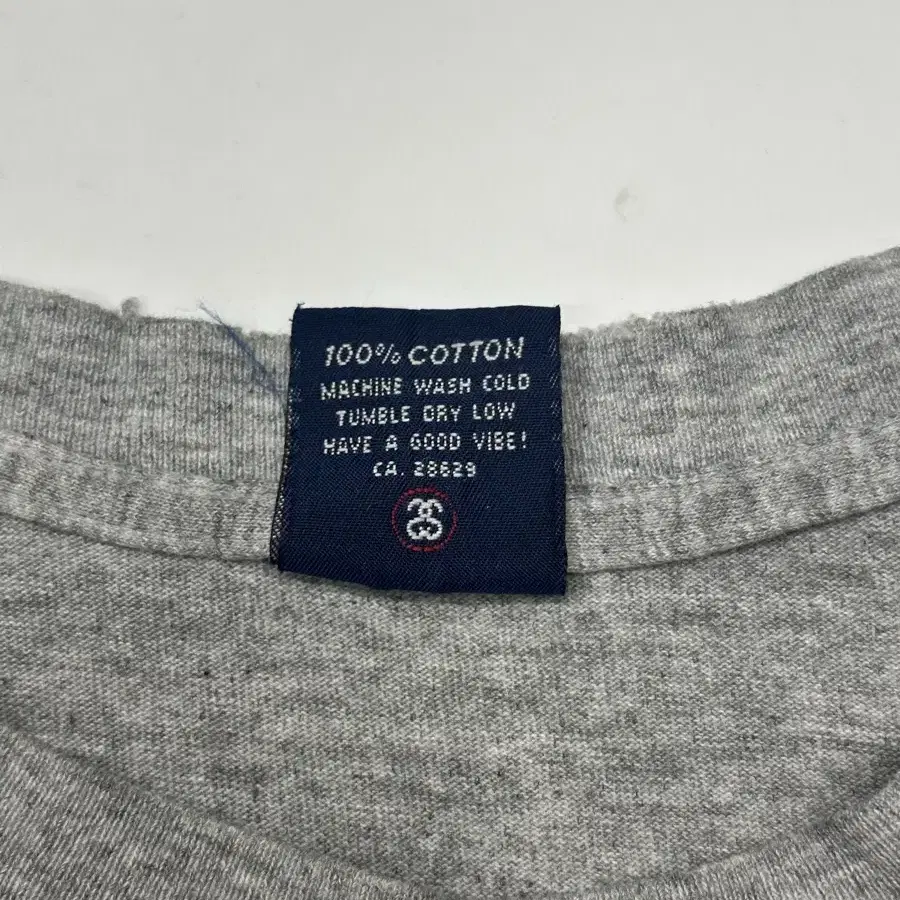 100% COTTON
MACHINE WASH COLD
TUMBLE DRY LOW
HAVE A GOOD VIBE!
CA. 28629